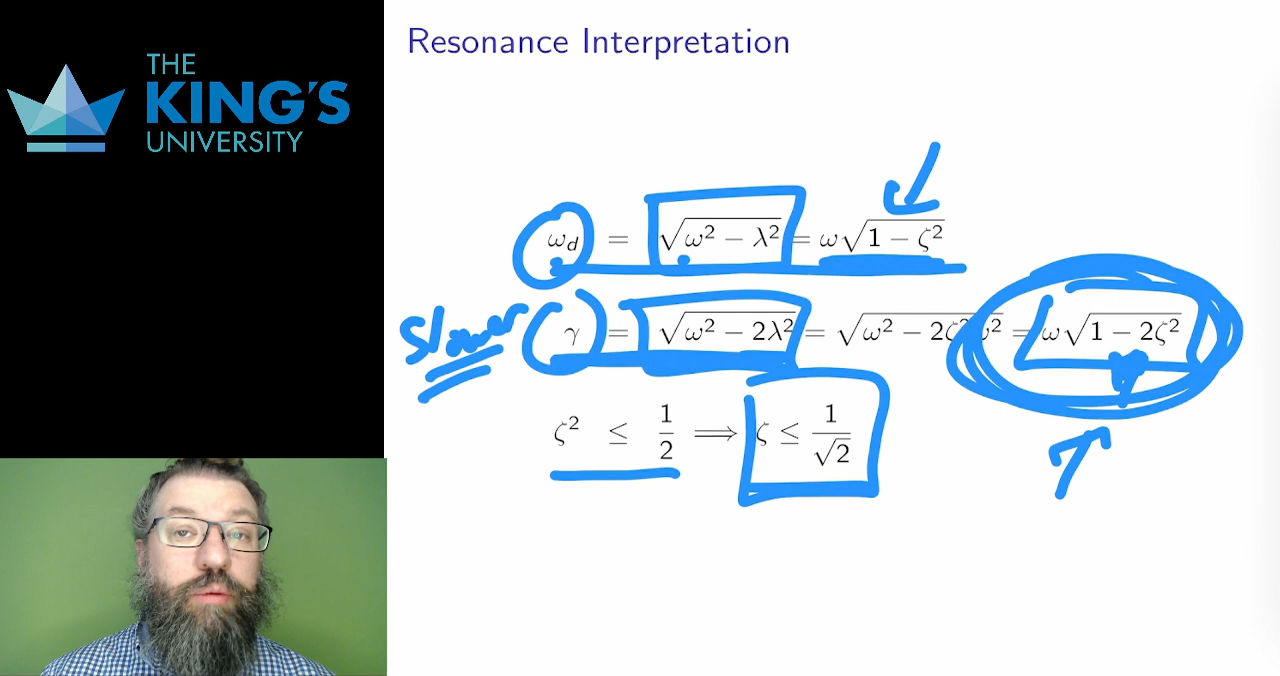 THE
KING'S
UNIVERSITY
Resonance Interpretation
ω_d = √(ω² − λ²) = ω√(1 − ζ²)
slower γ = √(ω² − 2λ²) = √(ω² − 2ζ²ω²) = ω√(1 − 2ζ²)
ζ² ≤ 1/2 ⟹ ζ ≤ 1/√2